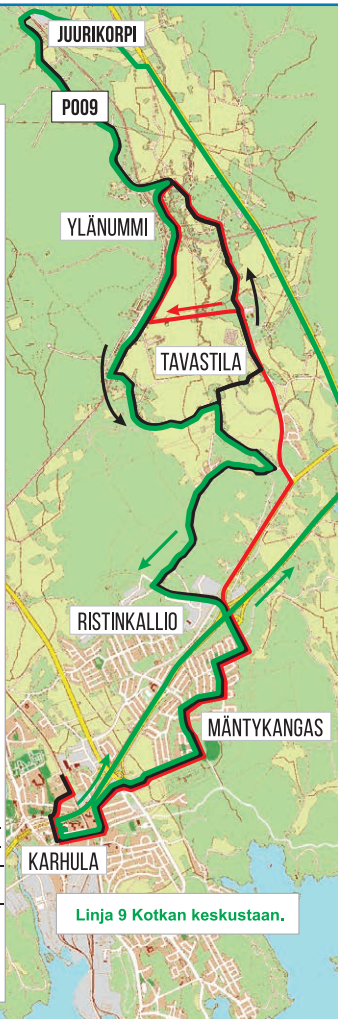 JUURIKORPI
P009
YLÄNUMMI
TAVASTILA
RISTINKALLIO
MÄNTYKANGAS
KARHULA
Linja 9 Kotkan keskustaan.